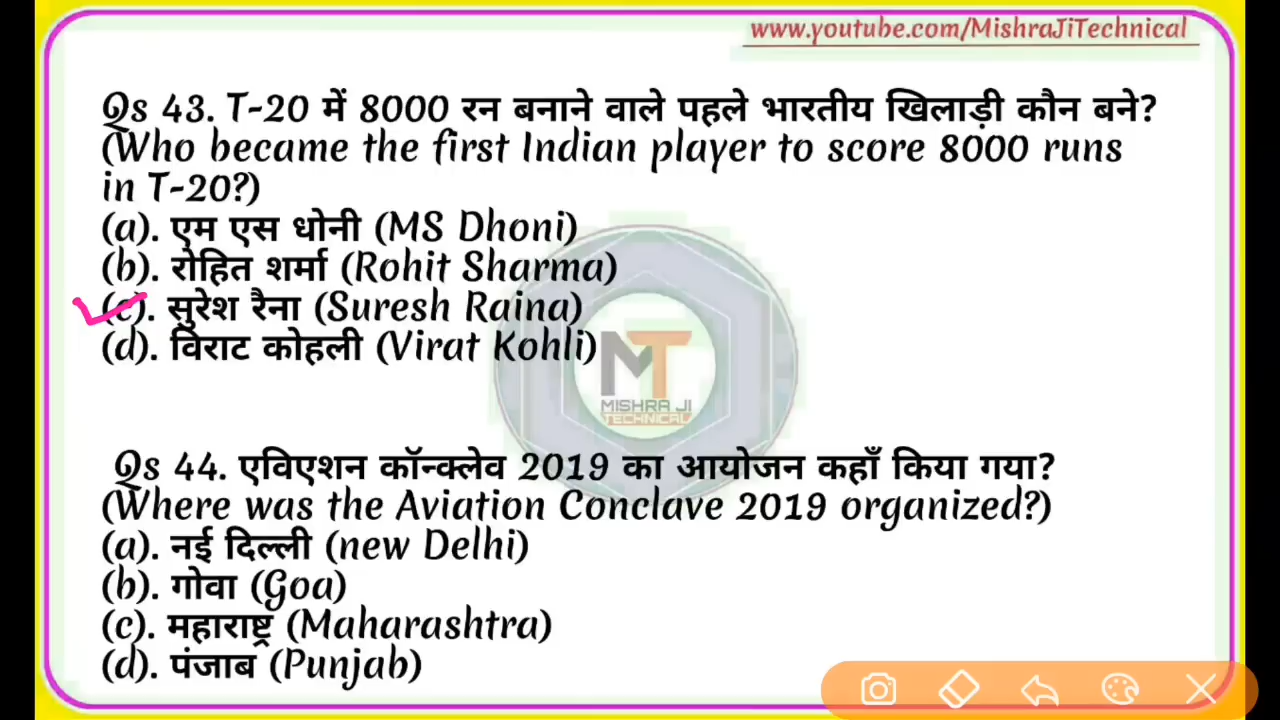 www.youtube.com/MishraJiTechnical
Qs 43. T-20 में 8000 रन बनाने वाले पहले भारतीय खिलाड़ी कौन बने?
(Who became the first Indian player to score 8000 runs
in T-20?)
(a). एम एस धोनी (MS Dhoni)
(b). रोहित शर्मा (Rohit Sharma)
(c). सुरेश रैना (Suresh Raina)
(d). विराट कोहली (Virat Kohli)
MT
MISHRA JI
TECHNICAL
Qs 44. एविएशन कॉन्क्लेव 2019 का आयोजन कहाँ किया गया?
(Where was the Aviation Conclave 2019 organized?)
(a). नई दिल्ली (new Delhi)
(b). गोवा (Goa)
(c). महाराष्ट्र (Maharashtra)
(d). पंजाब (Punjab)